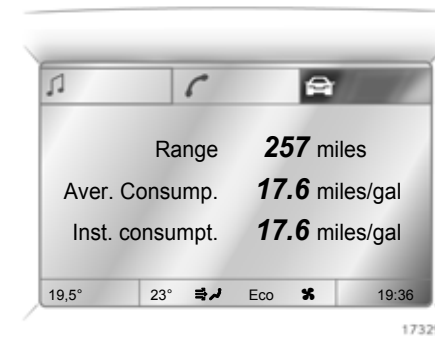 Range 257 miles
Aver. Consump. 17.6 miles/gal
Inst. consumpt. 17.6 miles/gal
19,5° 23° Eco 19:36
17329